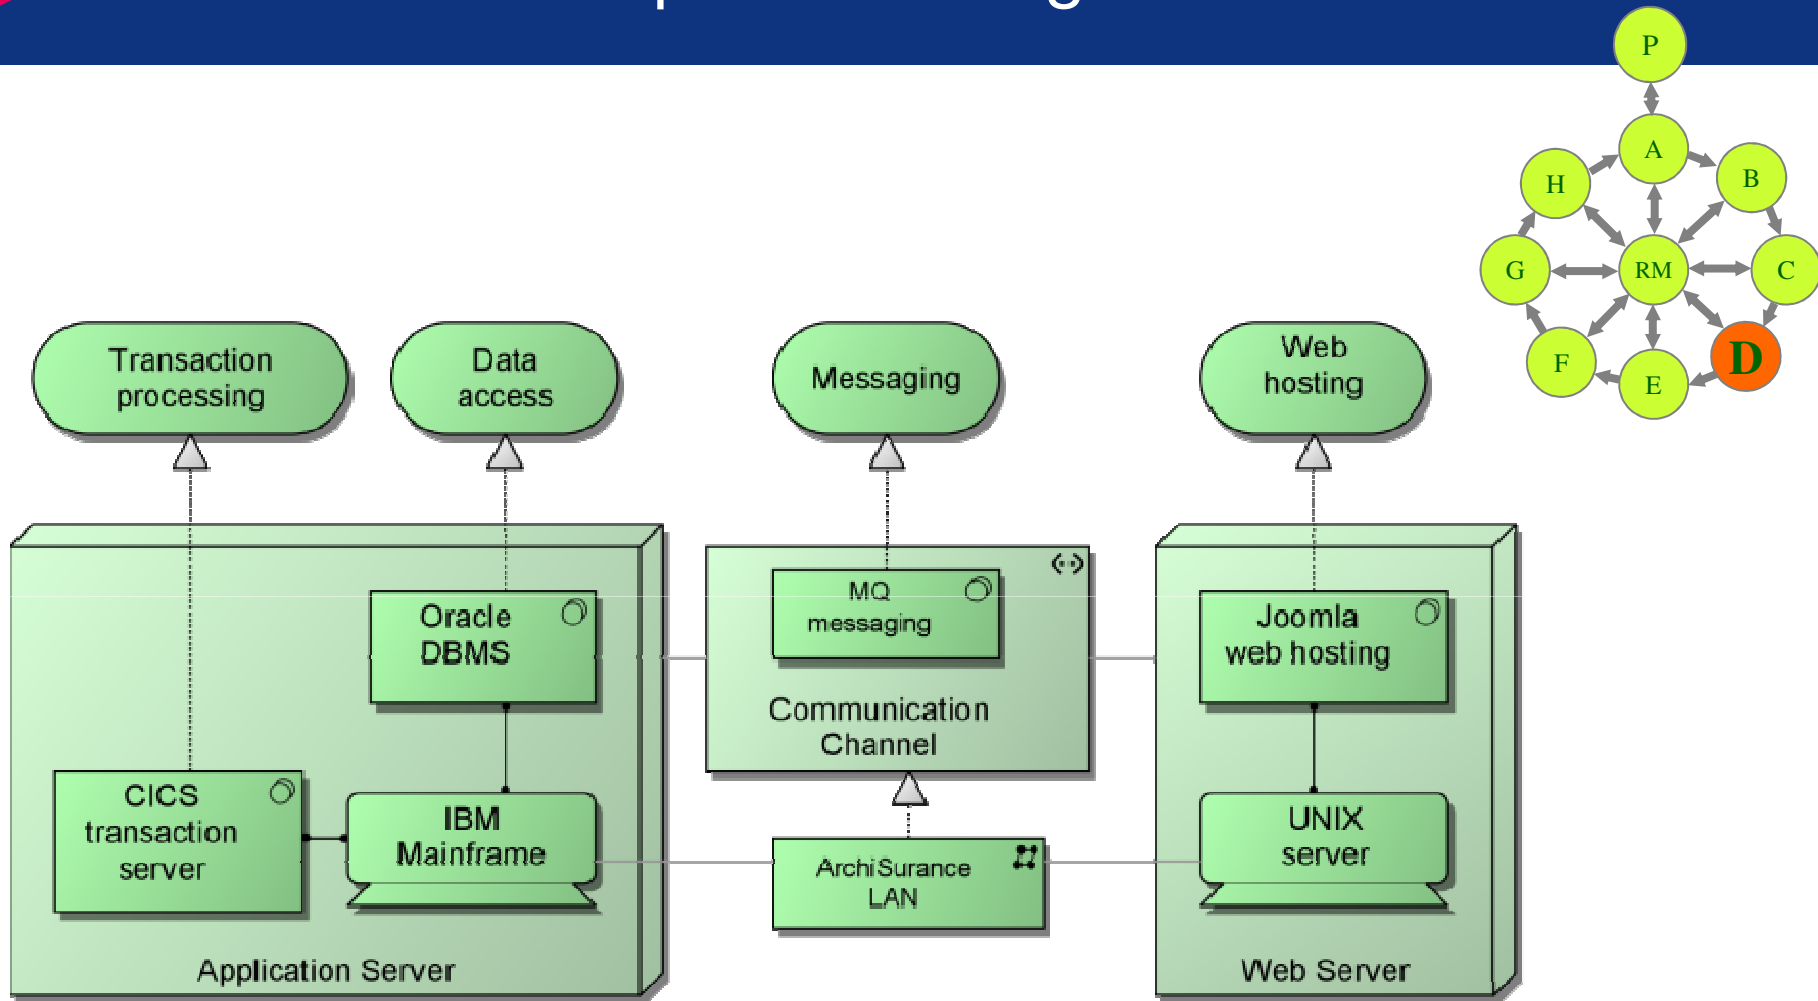 P
A
B
C
D
E
F
G
H
RM
Transaction
processing
Data
access
Messaging
Web
hosting
Oracle
DBMS
MQ
messaging
Joomla
web hosting
Communication
Channel
CICS
transaction
server
IBM
Mainframe
ArchiSurance
LAN
UNIX
server
Application Server
Web Server